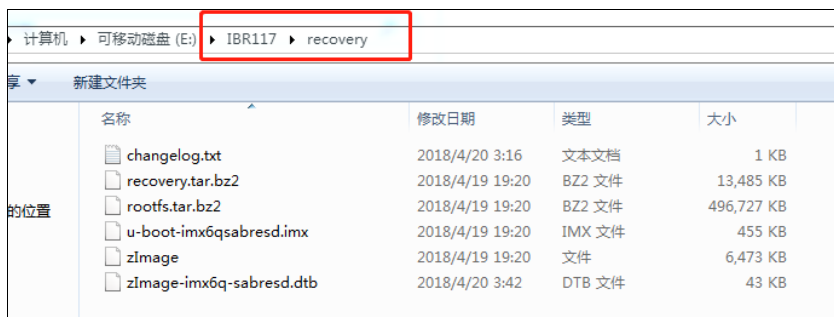 计算机 ▸ 可移动磁盘 (E:) ▸ IBR117 ▸ recovery
享 ▾ 新建文件夹
名称 修改日期 类型 大小
changelog.txt 2018/4/20 3:16 文本文档 1 KB
recovery.tar.bz2 2018/4/19 19:20 BZ2 文件 13,485 KB
的位置 rootfs.tar.bz2 2018/4/19 19:20 BZ2 文件 496,727 KB
u-boot-imx6qsabresd.imx 2018/4/19 19:20 IMX 文件 455 KB
zImage 2018/4/19 19:20 文件 6,473 KB
zImage-imx6q-sabresd.dtb 2018/4/20 3:42 DTB 文件 43 KB